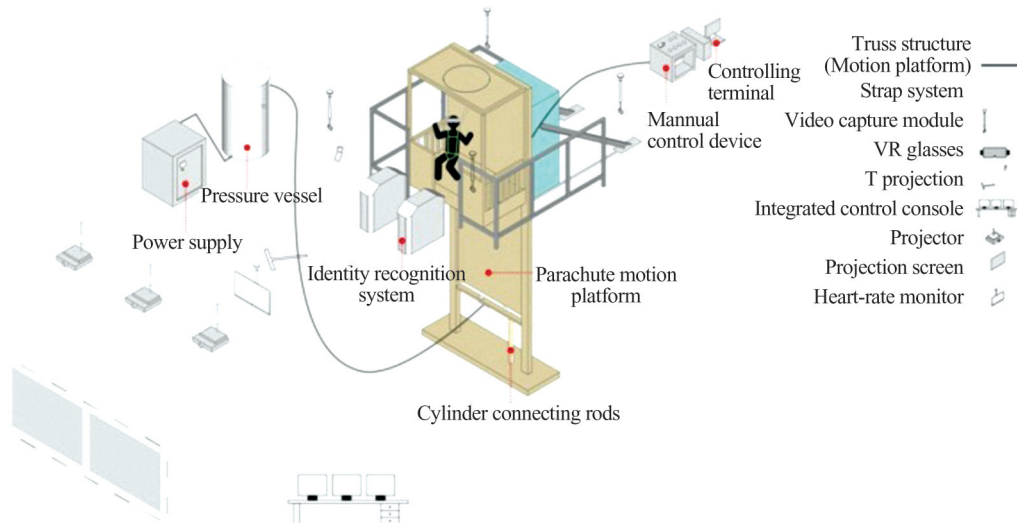 Truss structure
(Motion platform)
Strap system
Video capture module
VR glasses
T projection
Integrated control console
Projector
Projection screen
Heart-rate monitor
Controlling
terminal
Mannual
control device
Pressure vessel
Power supply
Identity recognition
system
Parachute motion
platform
Cylinder connecting rods